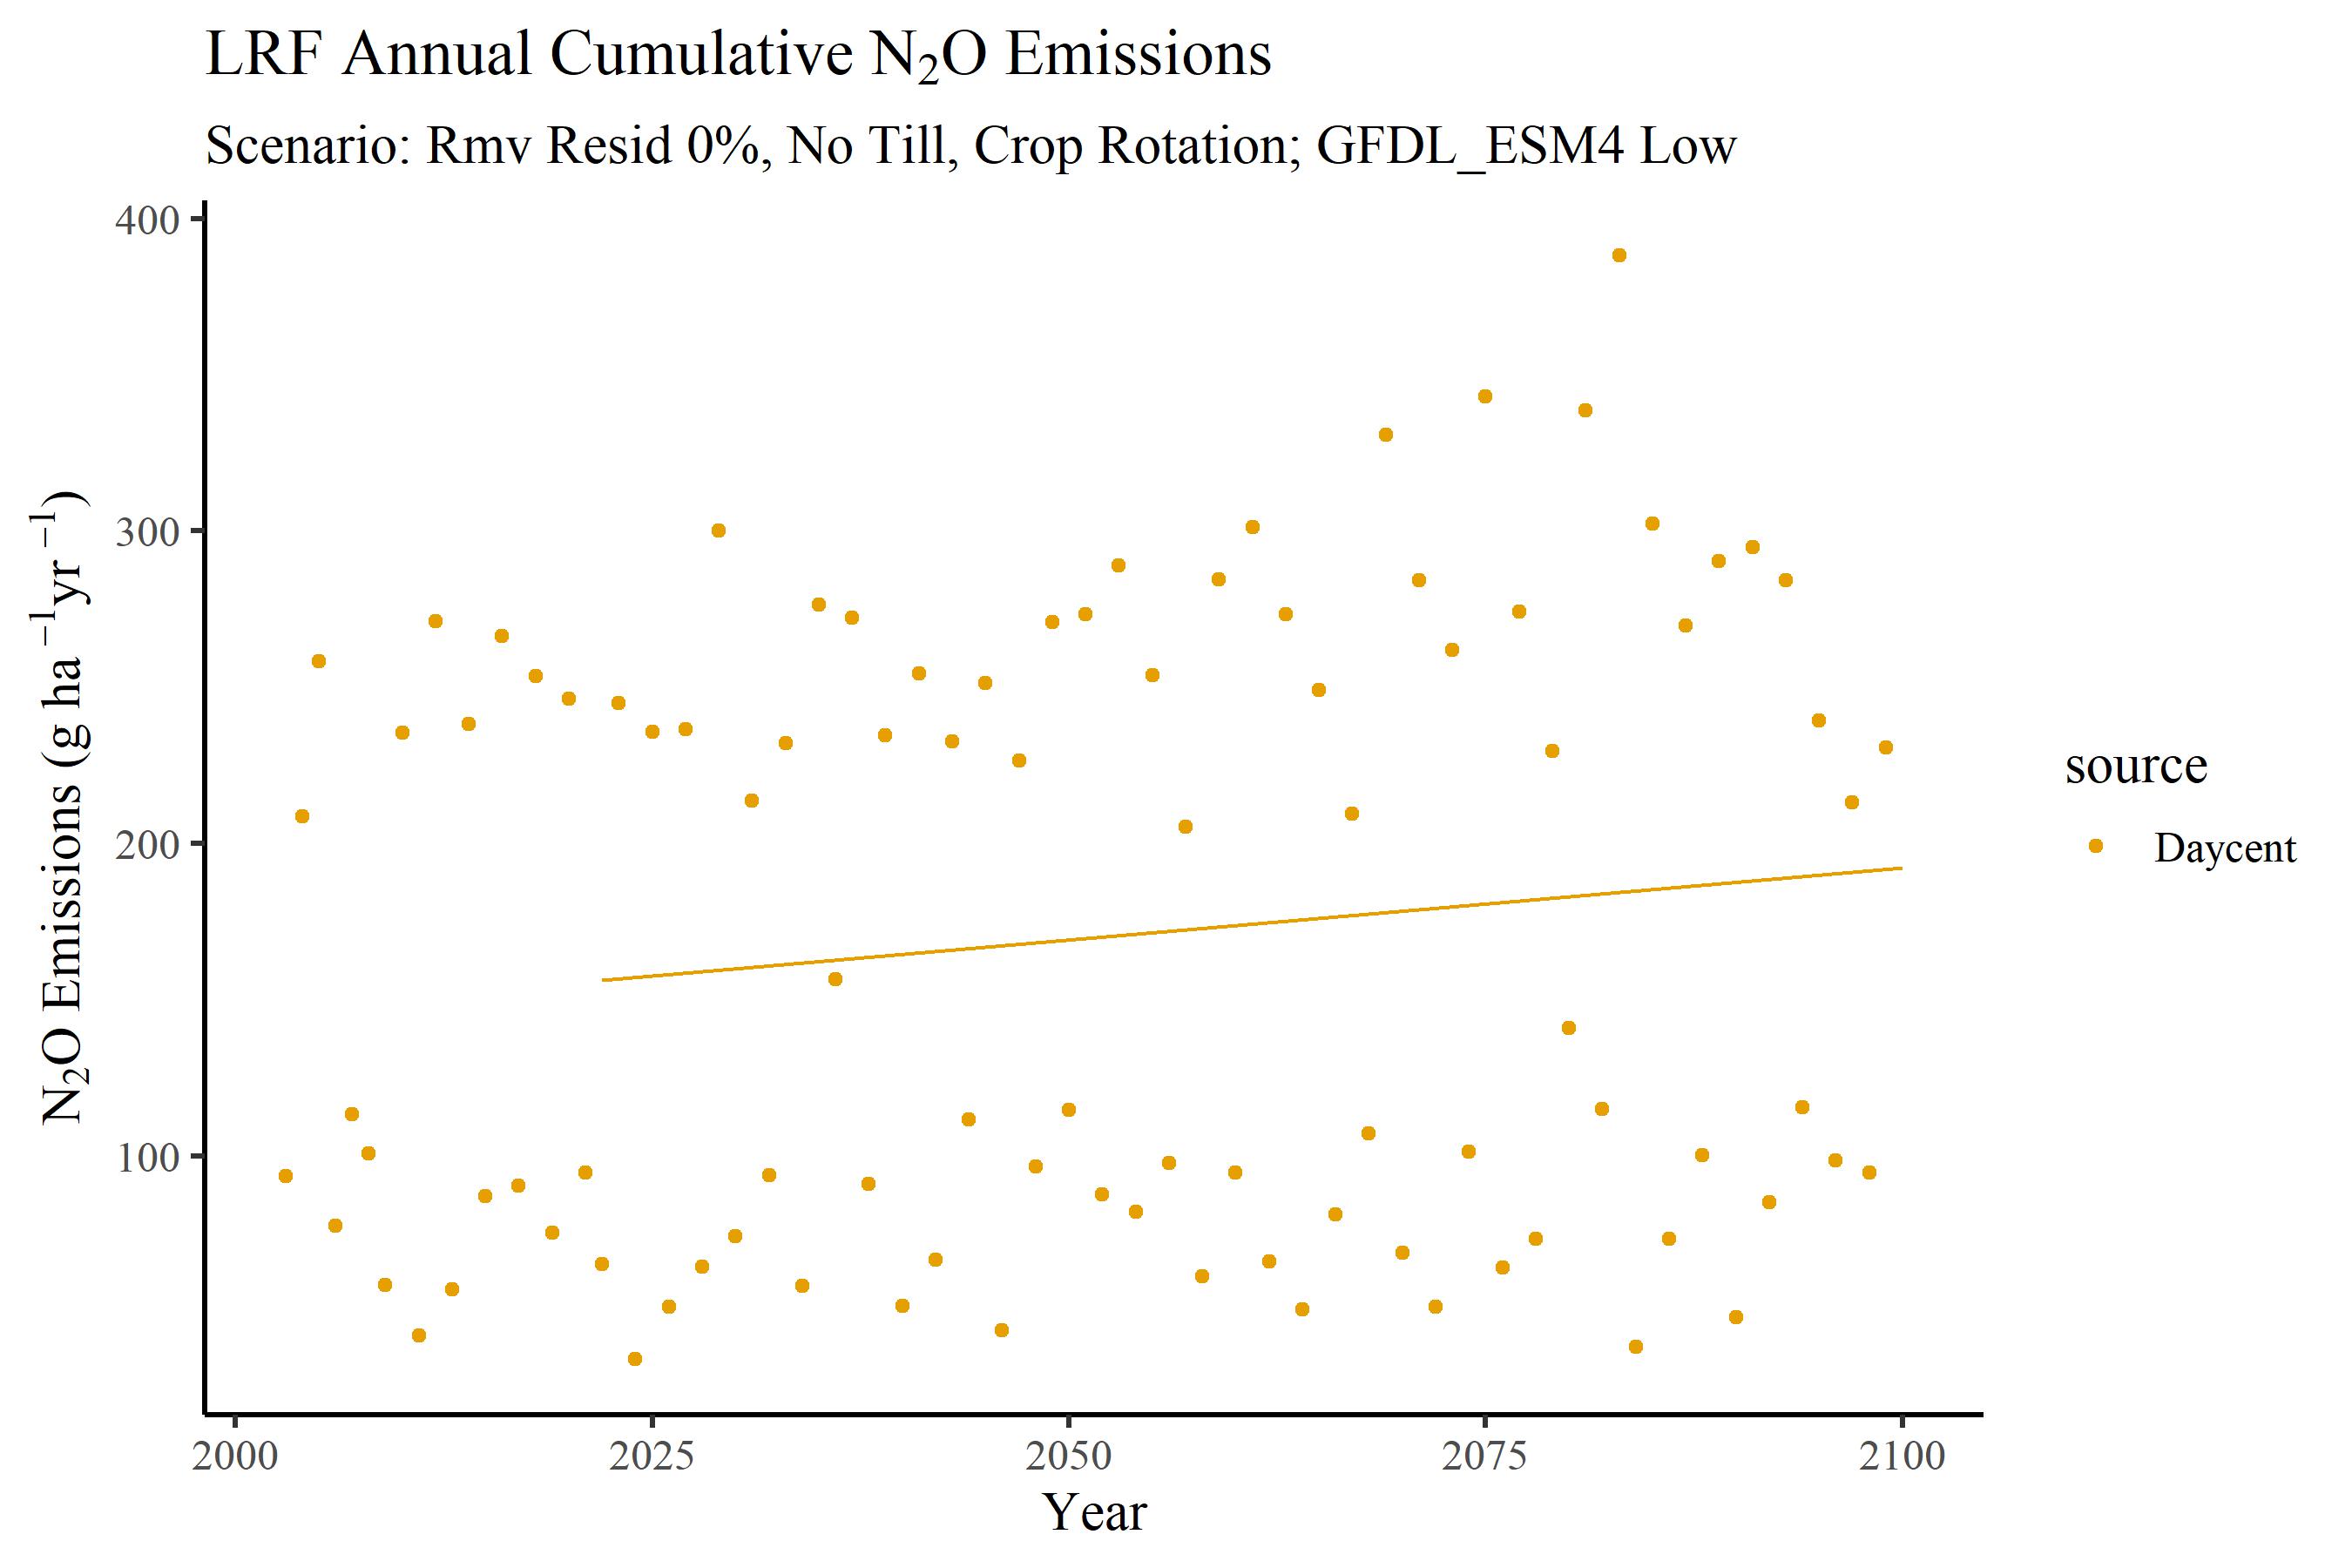 LRF Annual Cumulative N₂O Emissions
Scenario: Rmv Resid 0%, No Till, Crop Rotation; GFDL_ESM4 Low
N₂O Emissions (g ha ⁻¹yr ⁻¹)
400
300
200
100
2000 2025 2050 2075 2100
Year
source
Daycent